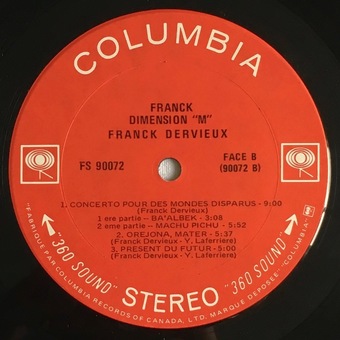 COLUMBIA
FRANCK
DIMENSION "M"
FRANCK DERVIEUX
FS 90072
FACE B
(90072 B)
1. CONCERTO POUR DES MONDES DISPARUS - 9:00
(Franck Dervieux)
1 ere partie – BA'ALBEK - 3:08
2 eme partie – MACHU PICHU - 5:52
2. OREJONA, MATER - 5:37
(Franck Dervieux - Y. Laferriere)
3. PRESENT DU FUTUR - 5:00
(Franck Dervieux - Y. Laferriere)
"360 SOUND" STEREO "360 SOUND"
"FABRIQUE PAR COLUMBIA RECORDS OF CANADA, LTD. MARQUE DEPOSEE "COLUMBIA"